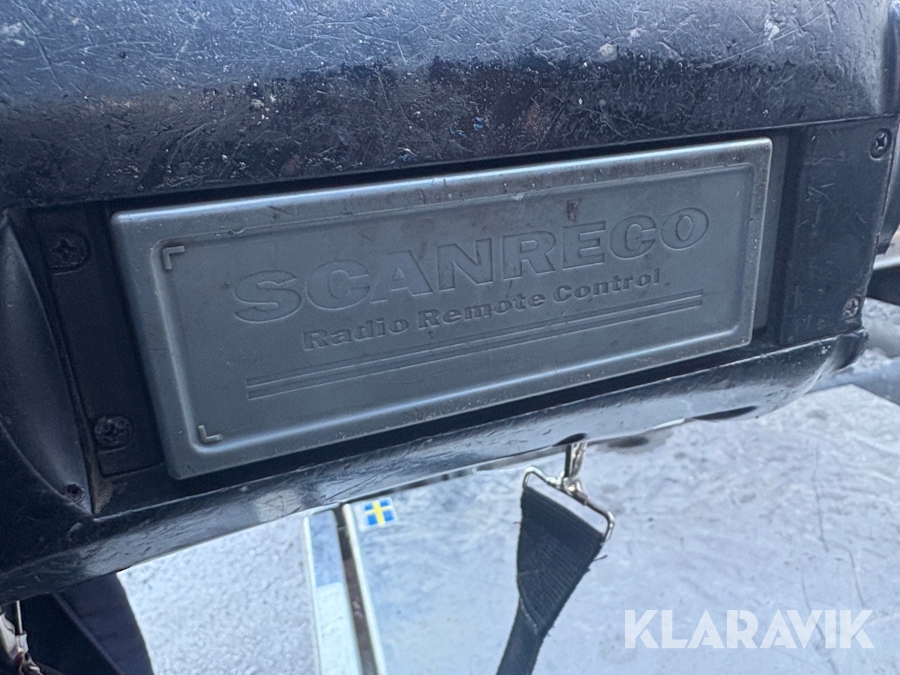 SCANRECO
Radio Remote Control
KLARAVIK